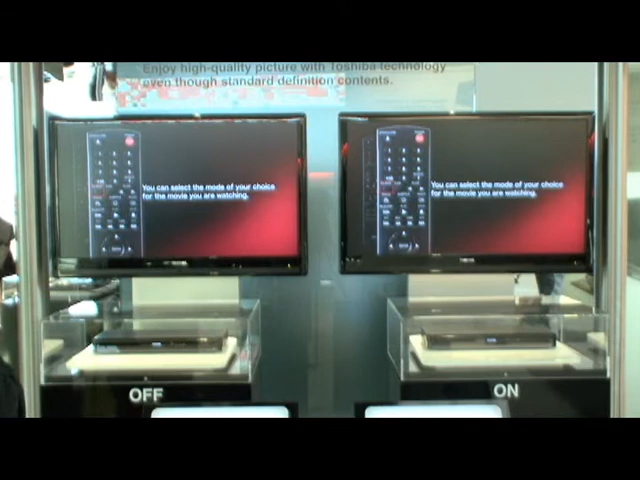 Enjoy high-quality picture with Toshiba technology
even though standard definition contents.
You can select the mode of your choice
for the movie you are watching.
You can select the mode of your choice
for the movie you are watching.
OFF
ON